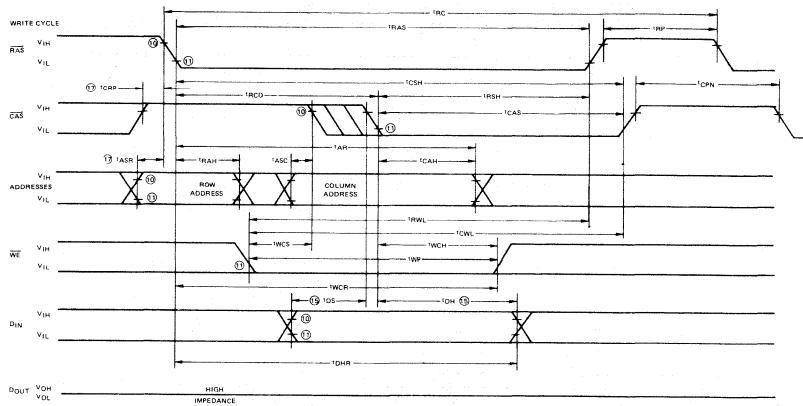 tRC
WRITE CYCLE
tRAS
tRP
RAS VIH ⑩
VIL ⑪
tCSH
⑰ tCRP
tRCD
tRSH
tCPN
CAS VIH
tCAS
⑩
VIL ⑪
tAR
⑰ tASR
tRAH
tASC
tCAH
VIH
ADDRESSES
VIL
⑩
⑪
ROW
ADDRESS
COLUMN
ADDRESS
tRWL
tCWL
tWCS
tWCH
WE VIH
VIL ⑪
tWP
tWCR
⑮ tDS
tDH ⑮
DIN VIH ⑩
VIL ⑪
tDHR
DOUT VOH
VOL
HIGH
IMPEDANCE